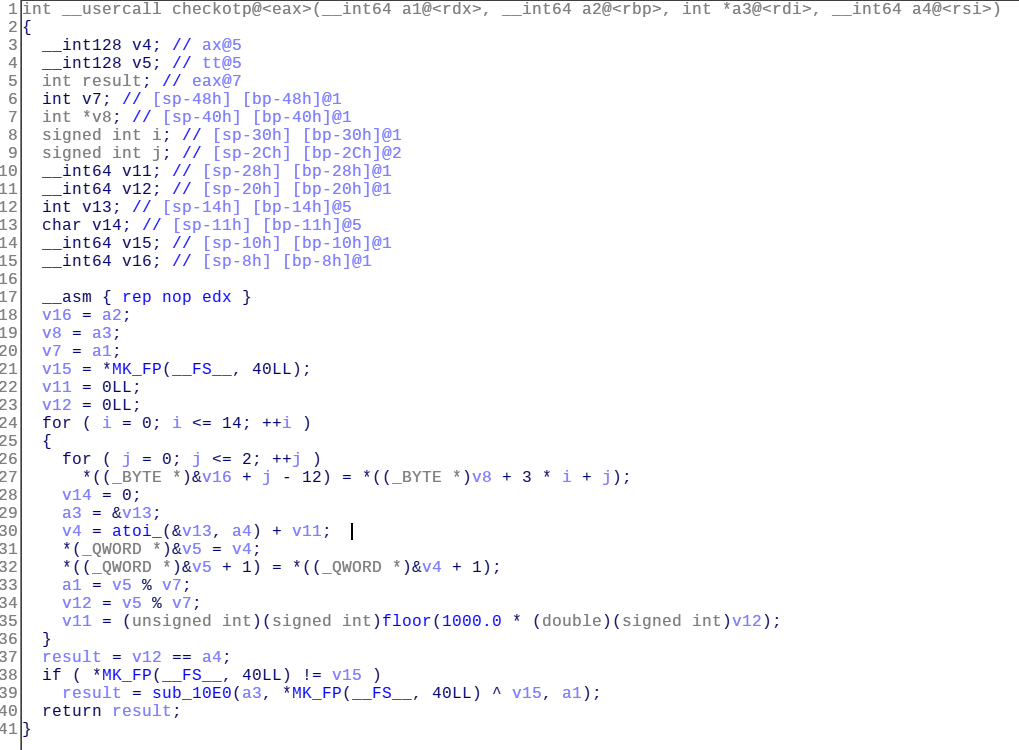 1 int __usercall checkotp@<eax>(__int64 a1@<rdx>, __int64 a2@<rbp>, int *a3@<rdi>, __int64 a4@<rsi>)
2 {
3   __int128 v4; // ax@5
4   __int128 v5; // tt@5
5   int result; // eax@7
6   int v7; // [sp-48h] [bp-48h]@1
7   int *v8; // [sp-40h] [bp-40h]@1
8   signed int i; // [sp-30h] [bp-30h]@1
9   signed int j; // [sp-2Ch] [bp-2Ch]@2
10   __int64 v11; // [sp-28h] [bp-28h]@1
11   __int64 v12; // [sp-20h] [bp-20h]@1
12   int v13; // [sp-14h] [bp-14h]@5
13   char v14; // [sp-11h] [bp-11h]@5
14   __int64 v15; // [sp-10h] [bp-10h]@1
15   __int64 v16; // [sp-8h] [bp-8h]@1
16
17   __asm { rep nop edx }
18   v16 = a2;
19   v8 = a3;
20   v7 = a1;
21   v15 = *MK_FP(__FS__, 40LL);
22   v11 = 0LL;
23   v12 = 0LL;
24   for ( i = 0; i <= 14; ++i )
25   {
26     for ( j = 0; j <= 2; ++j )
27       *((_BYTE *)&v16 + j - 12) = *((_BYTE *)v8 + 3 * i + j);
28     v14 = 0;
29     a3 = &v13;
30     v4 = atoi_(&v13, a4) + v11;
31     *(_QWORD *)&v5 = v4;
32     *((_QWORD *)&v5 + 1) = *((_QWORD *)&v4 + 1);
33     a1 = v5 % v7;
34     v12 = v5 % v7;
35     v11 = (unsigned int)(signed int)floor(1000.0 * (double)(signed int)v12);
36   }
37   result = v12 == a4;
38   if ( *MK_FP(__FS__, 40LL) != v15 )
39     result = sub_10E0(a3, *MK_FP(__FS__, 40LL) ^ v15, a1);
40   return result;
41 }